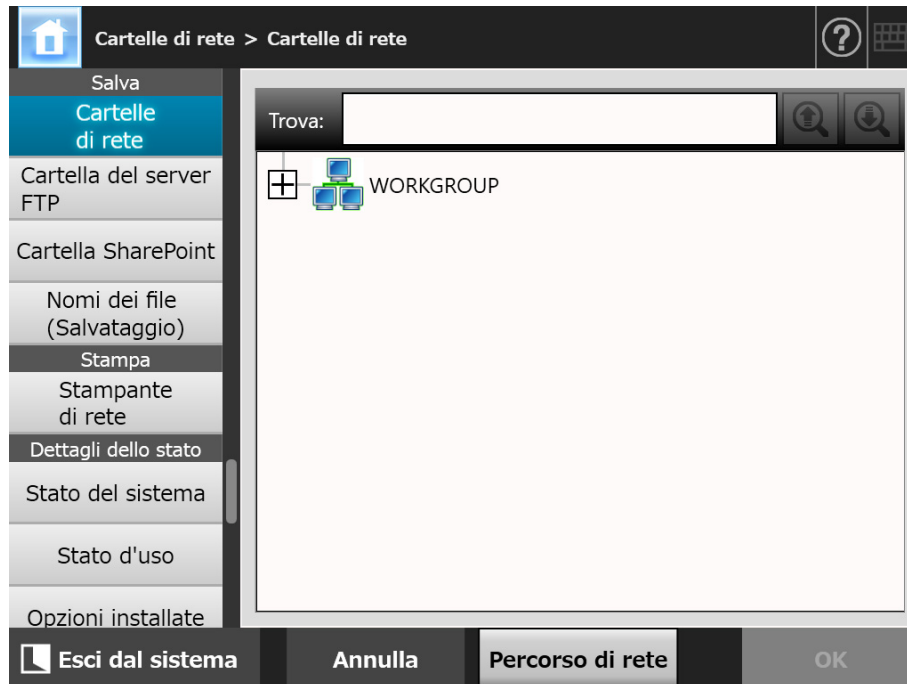 Cartelle di rete > Cartelle di rete
?
Salva
Cartelle
di rete
Cartella del server
FTP
Cartella SharePoint
Nomi dei file
(Salvataggio)
Stampa
Stampante
di rete
Dettagli dello stato
Stato del sistema
Stato d'uso
Opzioni installate
Trova:
WORKGROUP
Esci dal sistema
Annulla
Percorso di rete
OK